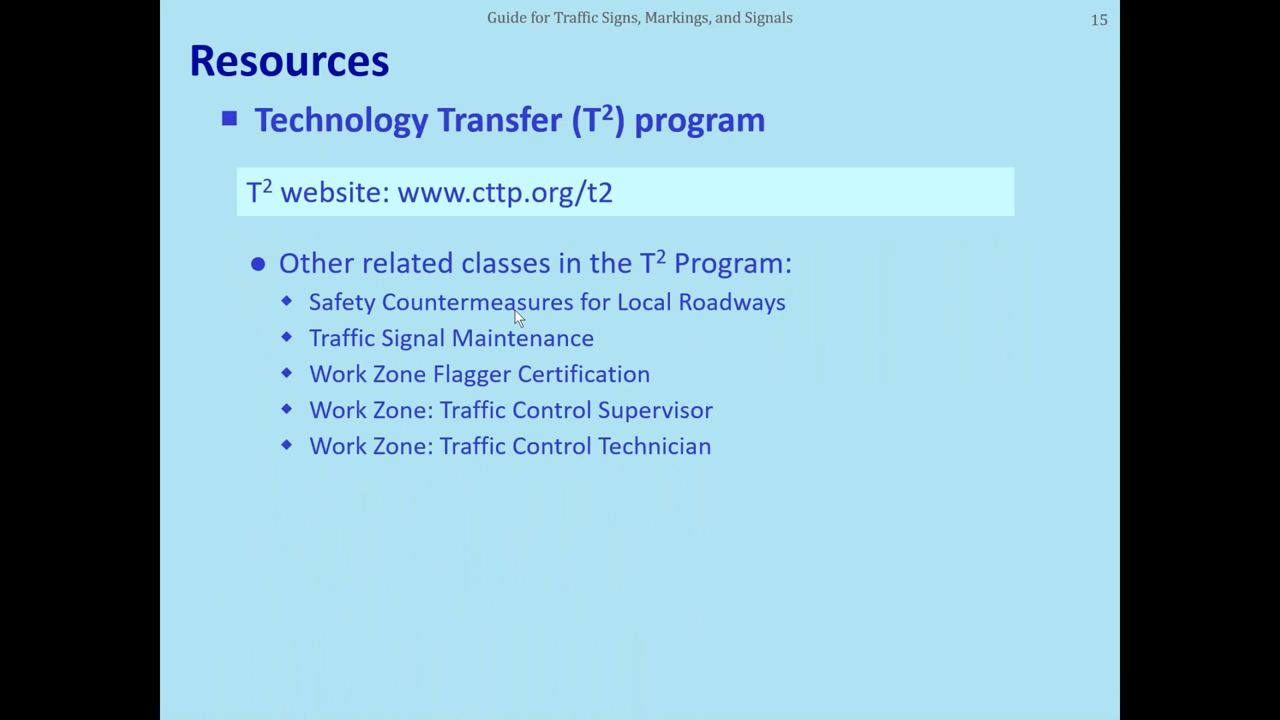 Guide for Traffic Signs, Markings, and Signals
15
Resources
Technology Transfer (T²) program
T² website: www.cttp.org/t2
Other related classes in the T² Program:
Safety Countermeasures for Local Roadways
Traffic Signal Maintenance
Work Zone Flagger Certification
Work Zone: Traffic Control Supervisor
Work Zone: Traffic Control Technician